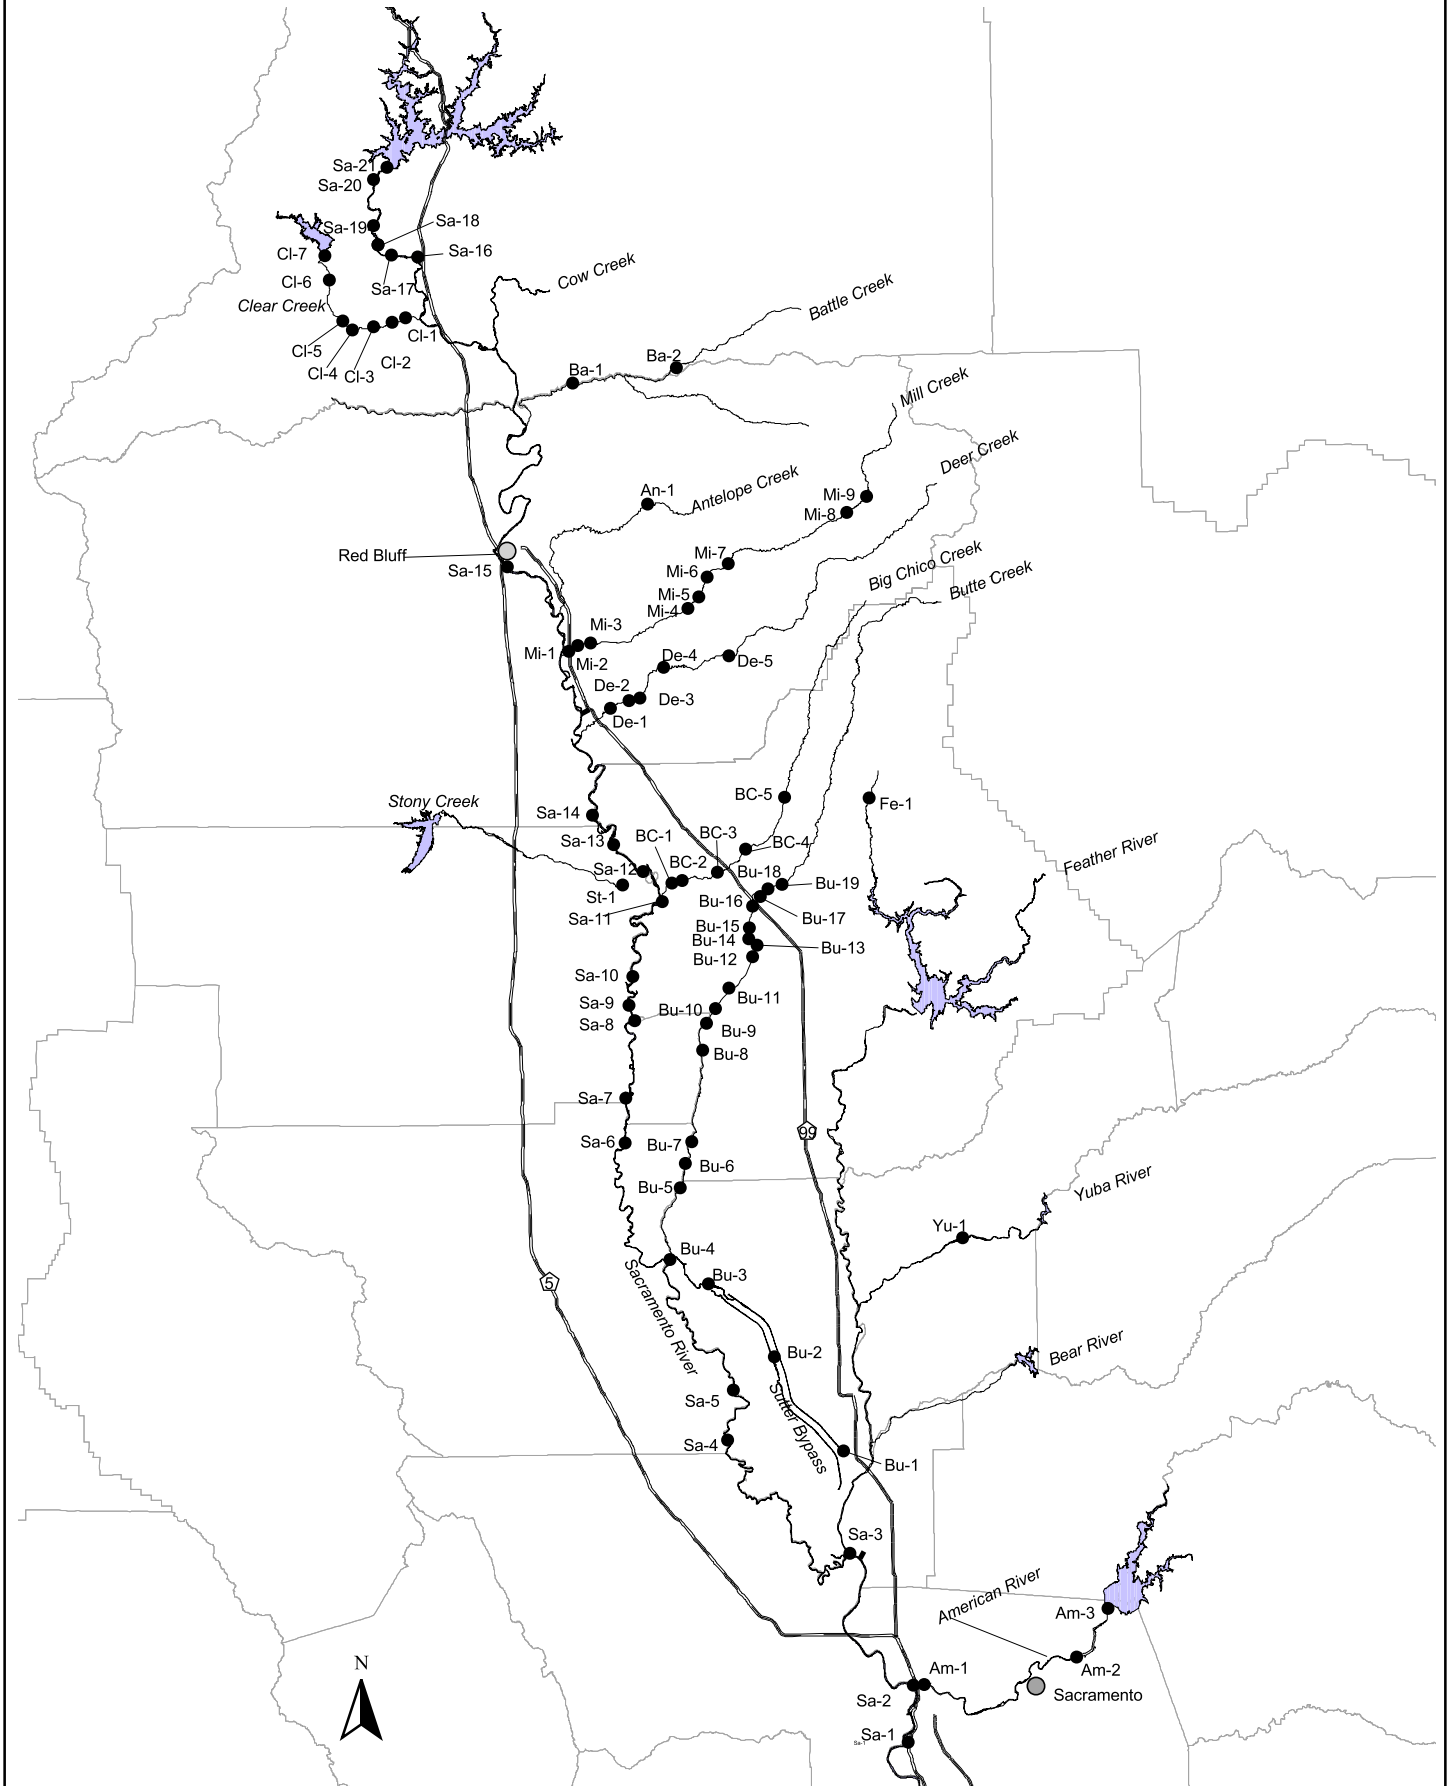 Sa-21
Sa-20
Sa-19
Sa-18
Sa-16
Cl-7
Cow Creek
Cl-6
Sa-17
Clear Creek
Battle Creek
Cl-1
Cl-5
Cl-2
Cl-4
Cl-3
Ba-2
Ba-1
Mill Creek
Deer Creek
An-1
Antelope Creek
Mi-9
Mi-8
Red Bluff
Mi-7
Sa-15
Mi-6
Big Chico Creek
Butte Creek
Mi-5
Mi-4
Mi-3
Mi-1
Mi-2
De-4
De-5
De-2
De-3
De-1
BC-5
Fe-1
Stony Creek
Sa-14
Sa-13
BC-1
BC-3
BC-4
Feather River
Sa-12
BC-2
Bu-18
Bu-19
St-1
Bu-16
Sa-11
Bu-17
Bu-15
Bu-14
Bu-13
Bu-12
Sa-10
Bu-11
Sa-9
Bu-10
Sa-8
Bu-9
Bu-8
Sa-7
99
Sa-6
Bu-7
Bu-6
Bu-5
Yuba River
Yu-1
Bu-4
Bu-3
5
Sacramento River
Bu-2
Bear River
Sa-5
Sutter Bypass
Sa-4
Bu-1
Sa-3
American River
Am-3
N
Am-1
Am-2
Sacramento
Sa-2
Sa-1
Sa-1